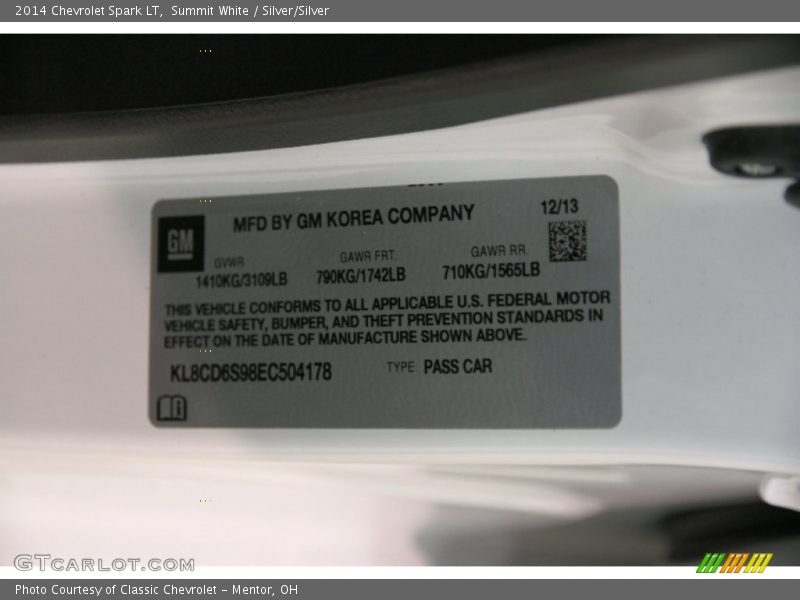 2014 Chevrolet Spark LT,  Summit White / Silver/Silver
MFD BY GM KOREA COMPANY
12/13
GM
GVWR
GAWR FRT.
GAWR RR.
1410KG/3109LB
790KG/1742LB
710KG/1565LB
THIS VEHICLE CONFORMS TO ALL APPLICABLE U.S. FEDERAL MOTOR
VEHICLE SAFETY, BUMPER, AND THEFT PREVENTION STANDARDS IN
EFFECT ON THE DATE OF MANUFACTURE SHOWN ABOVE.
KL8CD6S98EC504178
TYPE: PASS CAR
GTcarlot.com
Photo Courtesy of Classic Chevrolet - Mentor, OH